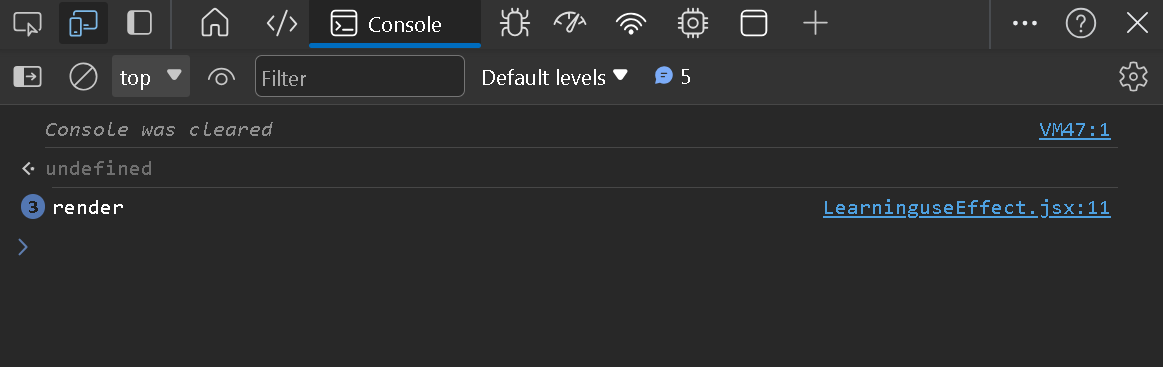 Console
top Filter Default levels 5
Console was cleared VM47:1
undefined
3 render LearninguseEffect.jsx:11